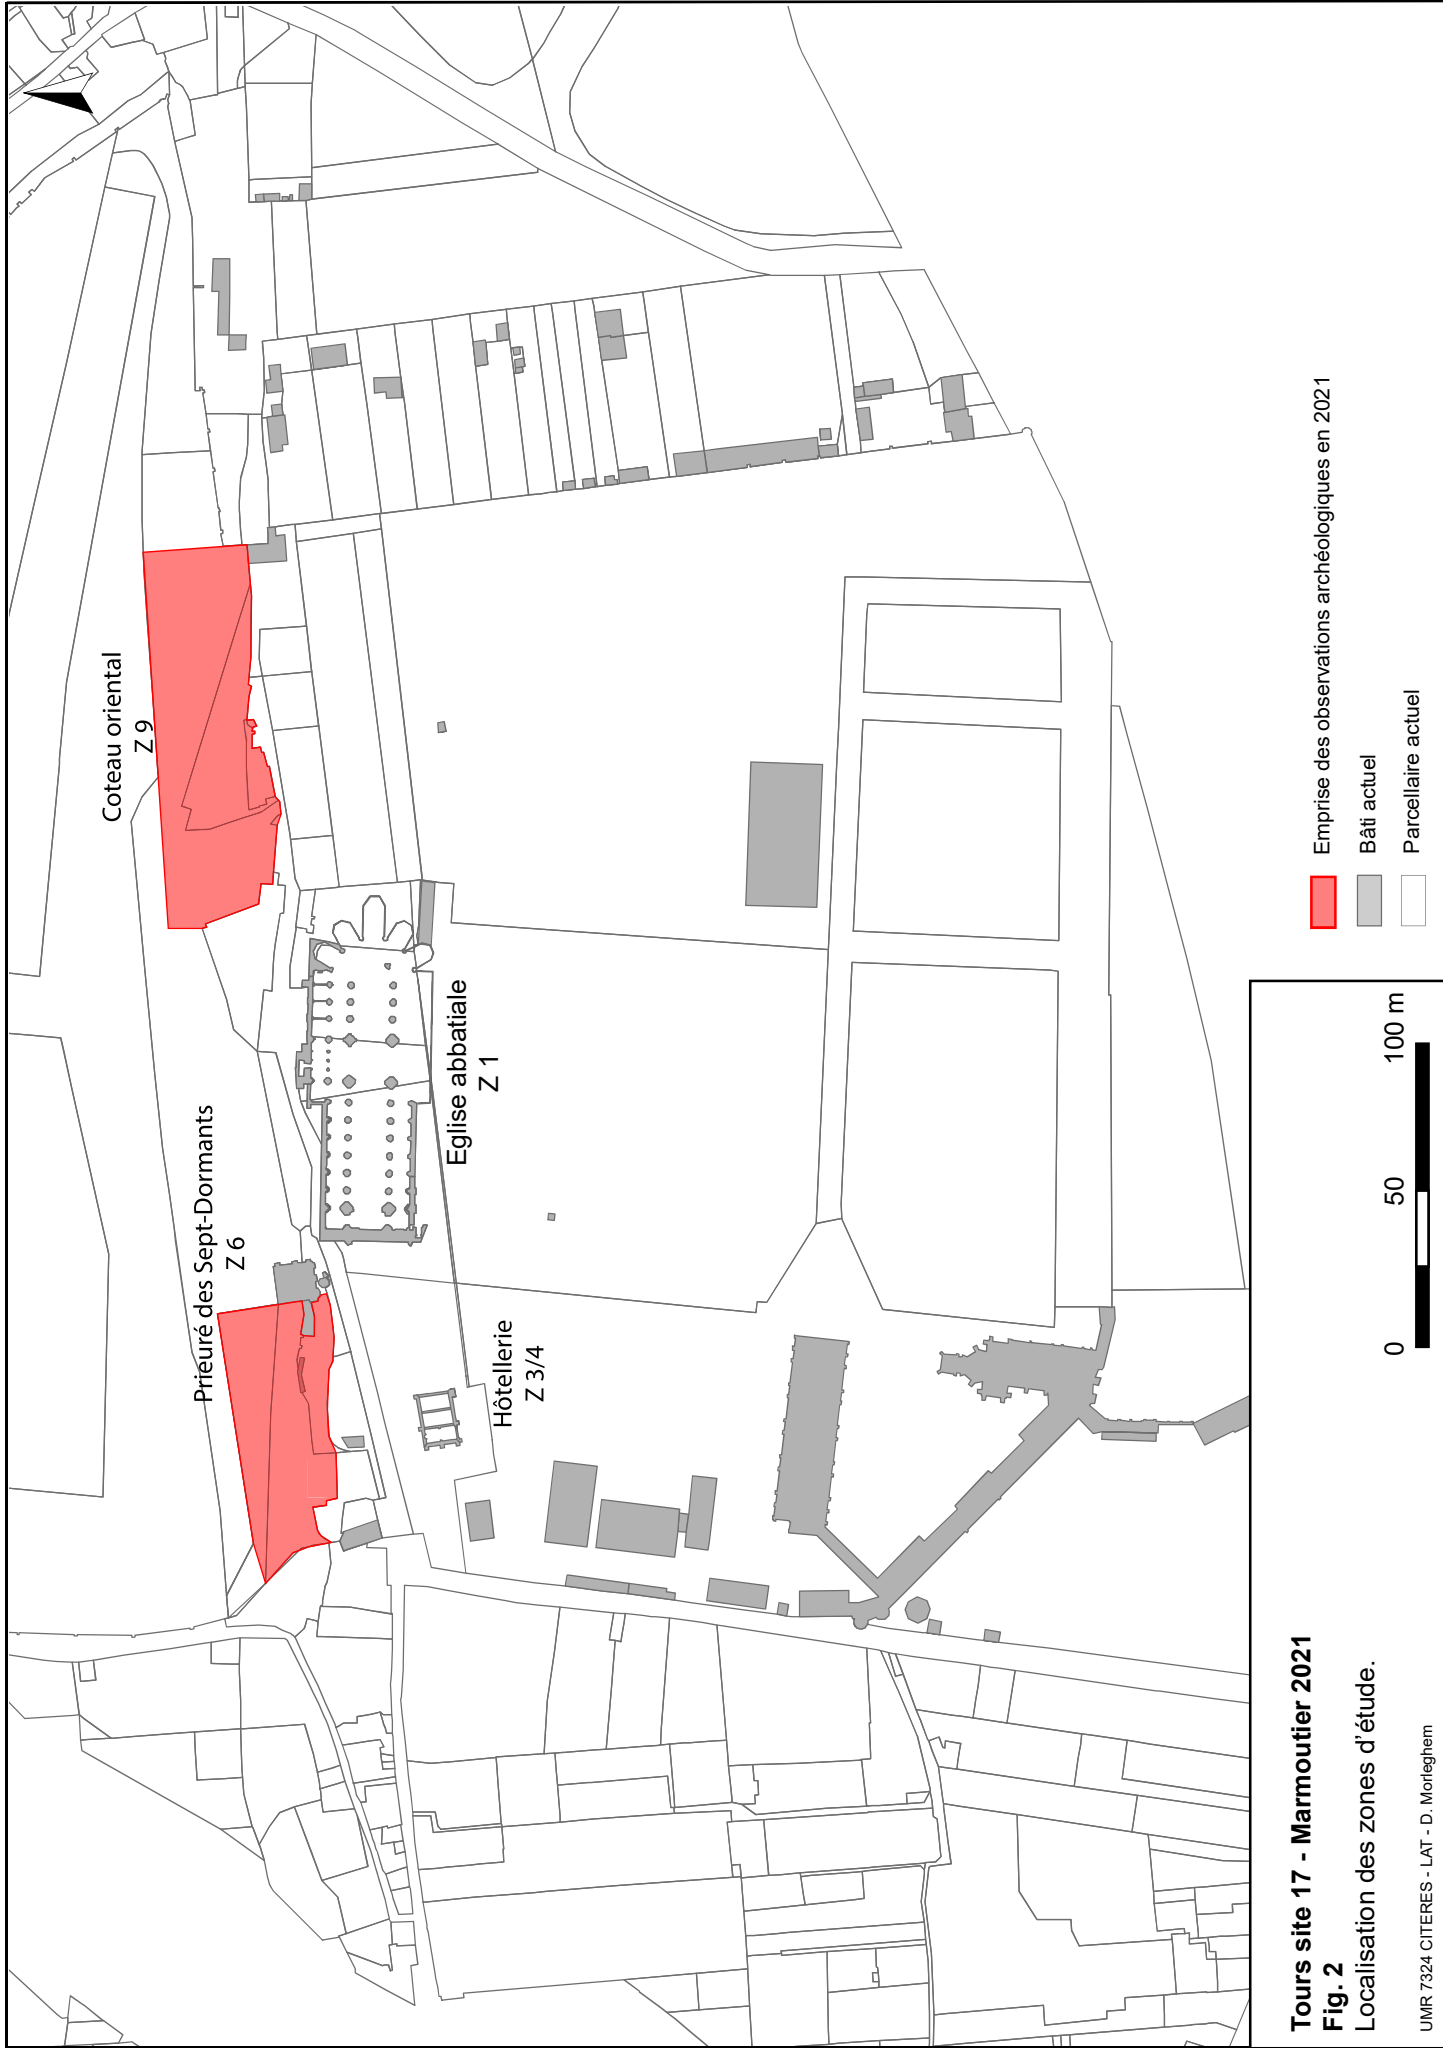 Coteau oriental
Z 9
Prieuré des Sept-Dormants
Z 6
Eglise abbatiale
Z 1
Hôtellerie
Z 3/4
Tours site 17 - Marmoutier 2021
Fig. 2
Localisation des zones d'étude.
UMR 7324 CITERES - LAT - D. Morleghem
0 50 100 m
Emprise des observations archéologiques en 2021
Bâti actuel
Parcellaire actuel